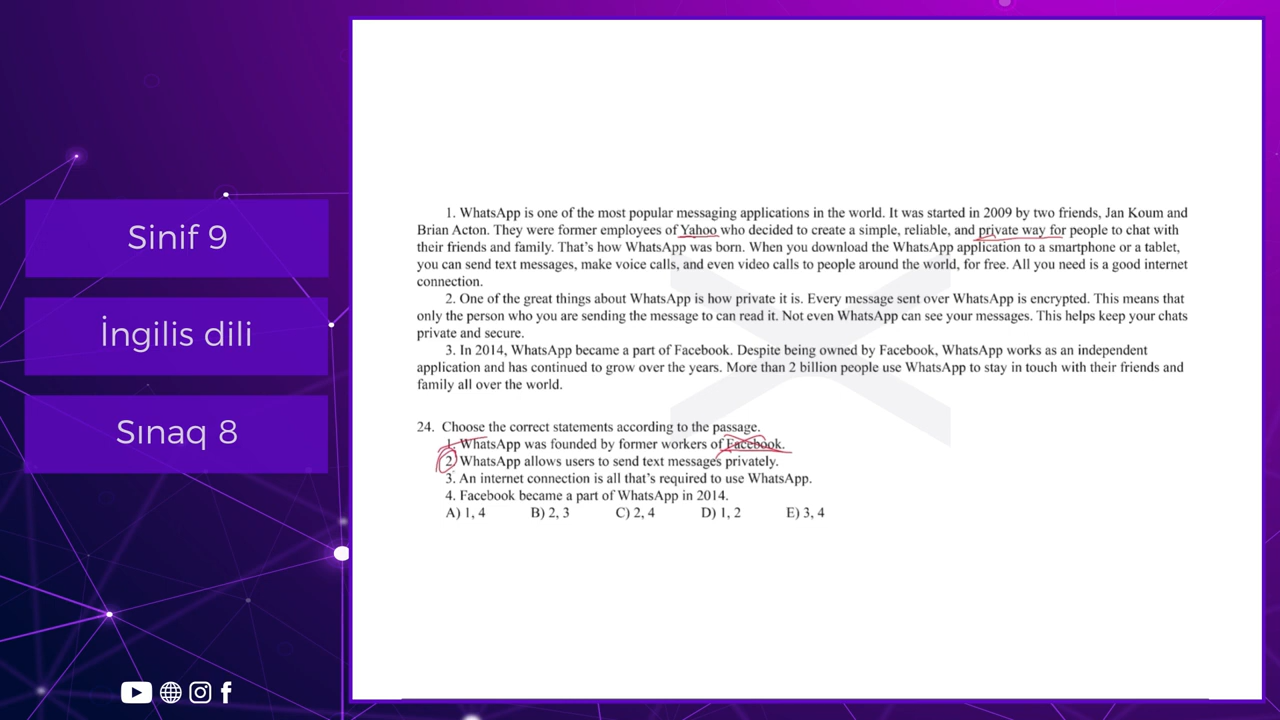 Sinif 9
İngilis dili
Sınaq 8
1. WhatsApp is one of the most popular messaging applications in the world. It was started in 2009 by two friends, Jan Koum and
Brian Acton. They were former employees of Yahoo who decided to create a simple, reliable, and private way for people to chat with
their friends and family. That's how WhatsApp was born. When you download the WhatsApp application to a smartphone or a tablet,
you can send text messages, make voice calls, and even video calls to people around the world, for free. All you need is a good internet
connection.
2. One of the great things about WhatsApp is how private it is. Every message sent over WhatsApp is encrypted. This means that
only the person who you are sending the message to can read it. Not even WhatsApp can see your messages. This helps keep your chats
private and secure.
3. In 2014, WhatsApp became a part of Facebook. Despite being owned by Facebook, WhatsApp works as an independent
application and has continued to grow over the years. More than 2 billion people use WhatsApp to stay in touch with their friends and
family all over the world.
24. Choose the correct statements according to the passage.
1. WhatsApp was founded by former workers of Facebook.
2. WhatsApp allows users to send text messages privately.
3. An internet connection is all that's required to use WhatsApp.
4. Facebook became a part of WhatsApp in 2014.
A) 1, 4 B) 2, 3 C) 2, 4 D) 1, 2 E) 3, 4